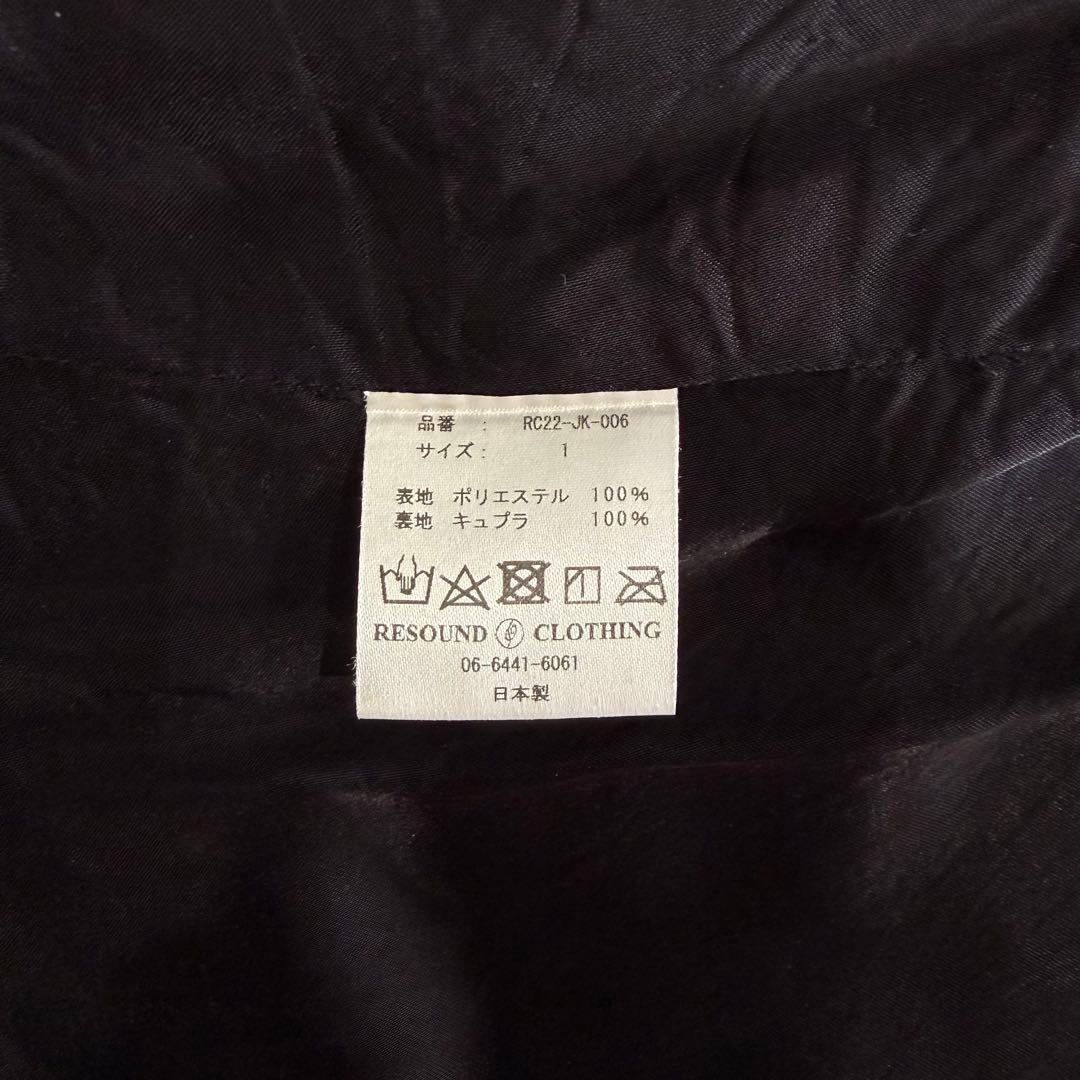 品番 : RC22-JK-006
サイズ: 1
表地 ポリエステル 100%
裏地 キュプラ 100%
RESOUND CLOTHING
06-6441-6061
日本製